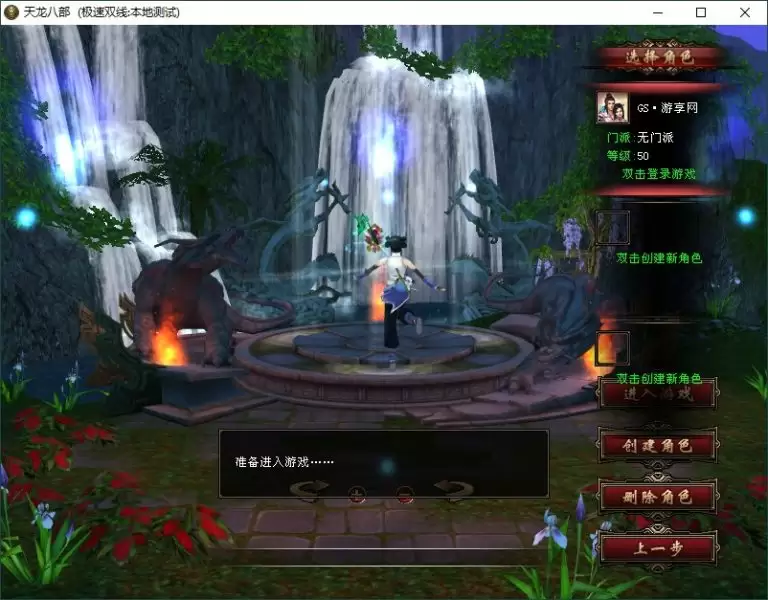 天龙八部 (极速双线:本地测试)
选择角色
GS·游享网
门派:无门派
等级:50
双击登录游戏
双击创建新角色
双击创建新角色
进入游戏
准备进入游戏……
创建角色
删除角色
上一步